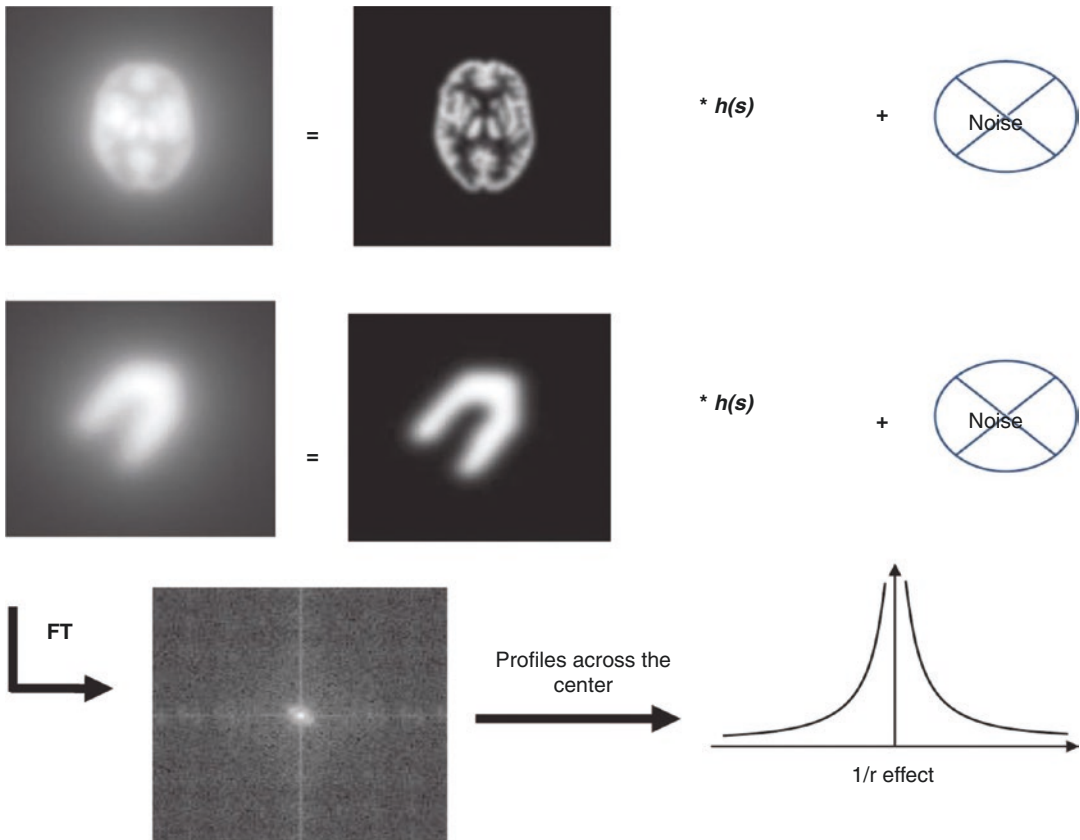 =
* h(s)
+
Noise
=
* h(s)
+
Noise
FT
Profiles across the
center
1/r effect